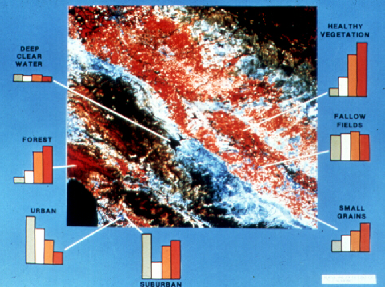 HEALTHY
VEGETATION
DEEP
CLEAR
WATER
FALLOW
FIELDS
FOREST
URBAN
SMALL
GRAINS
SUBURBAN